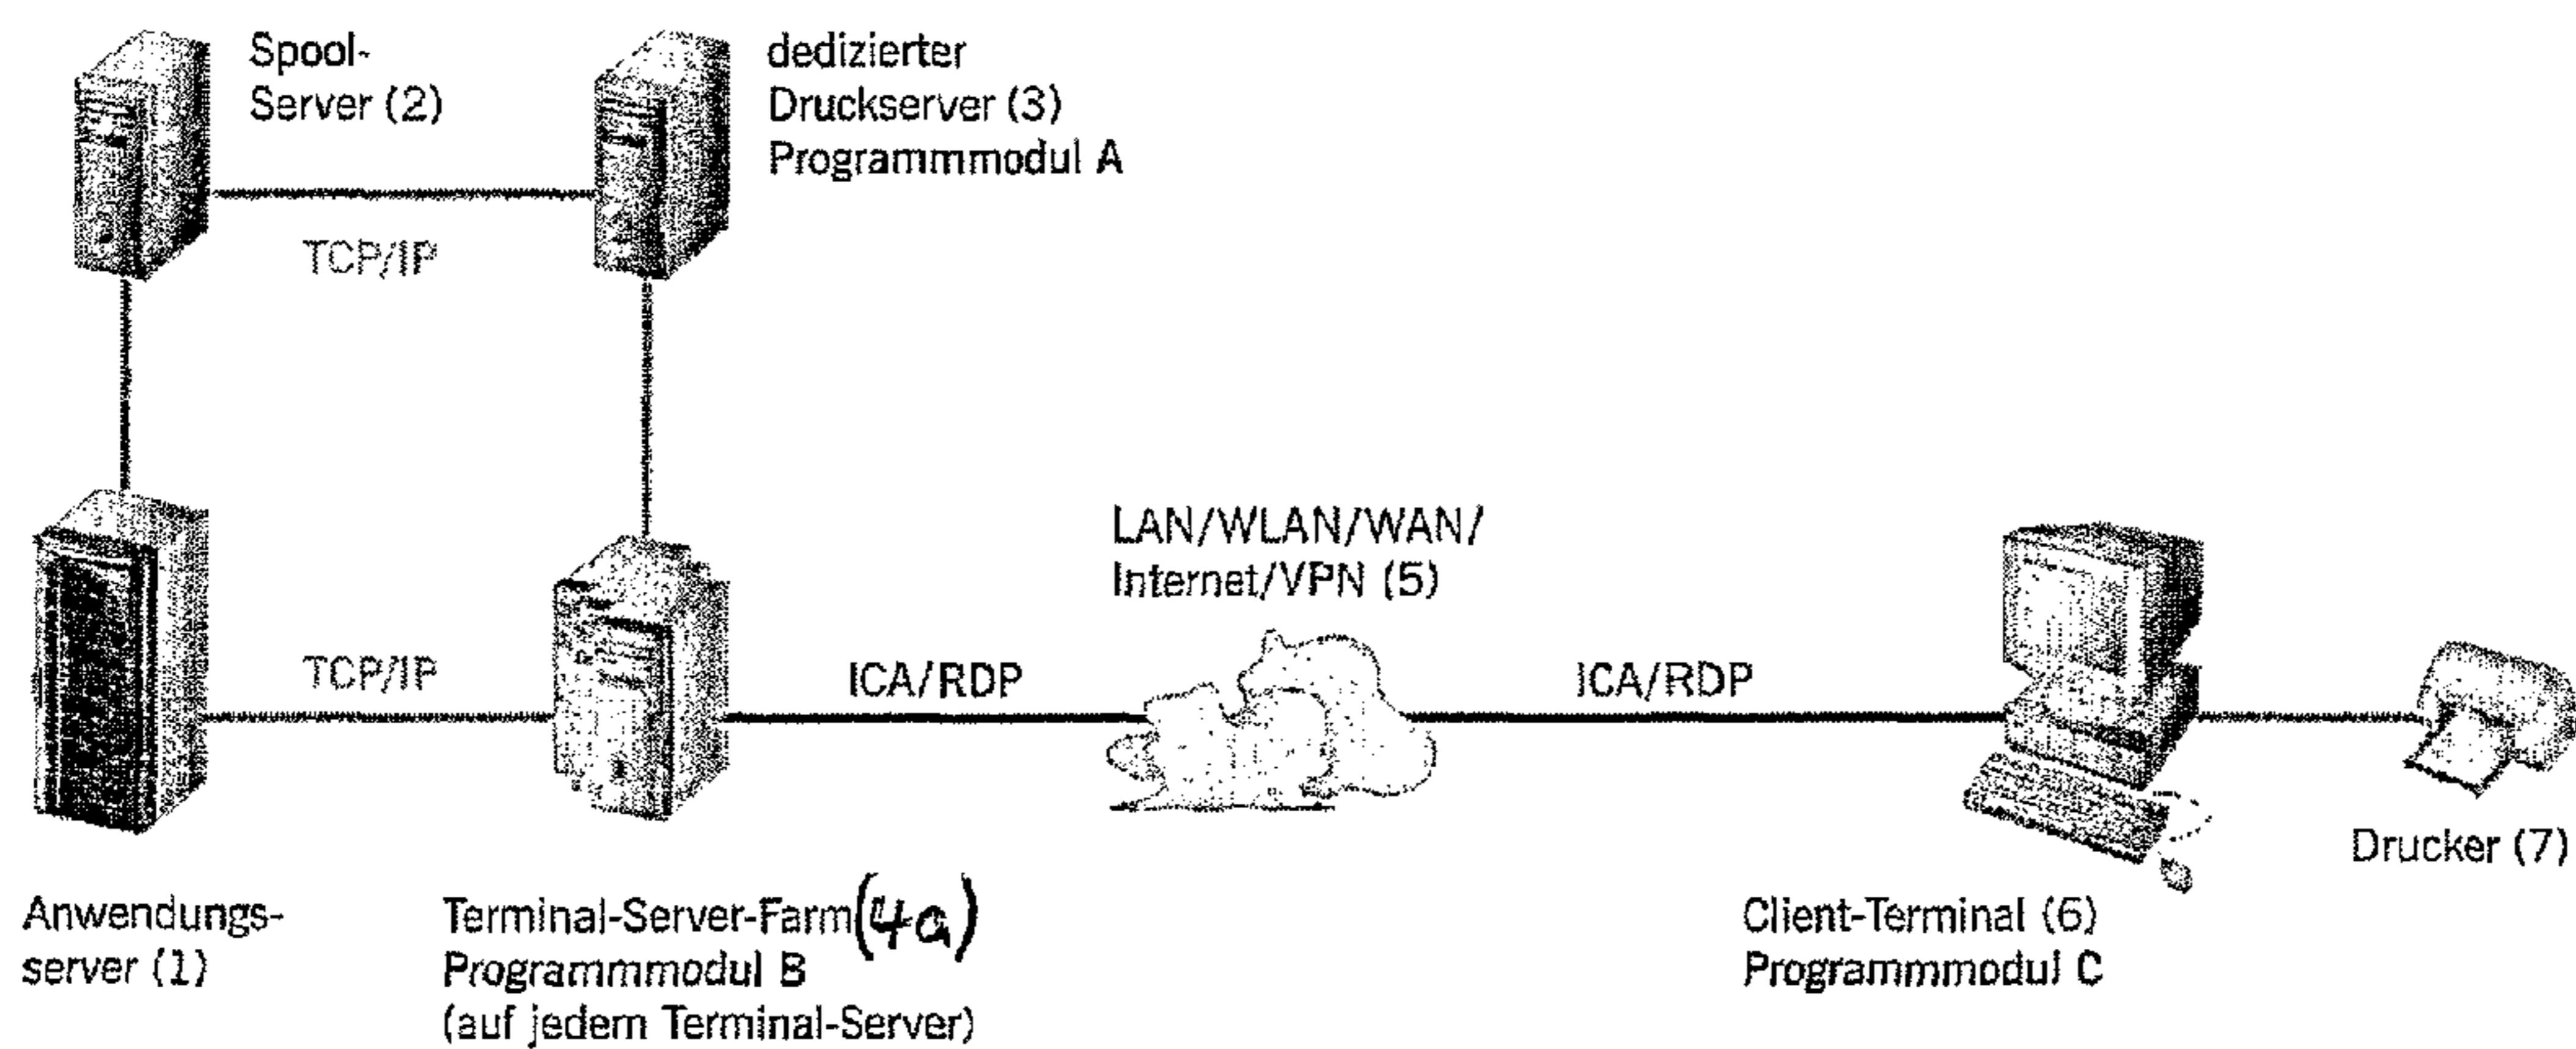 Spool-
Server (2)
dedizierter
Druckserver (3)
Programmmodul A
TCP/IP
LAN/WLAN/WAN/
Internet/VPN (5)
TCP/IP
ICA/RDP
ICA/RDP
Drucker (7)
Anwendungs-
server (1)
Terminal-Server-Farm (4a)
Programmmodul B
(auf jedem Terminal-Server)
Client-Terminal (6)
Programmmodul C